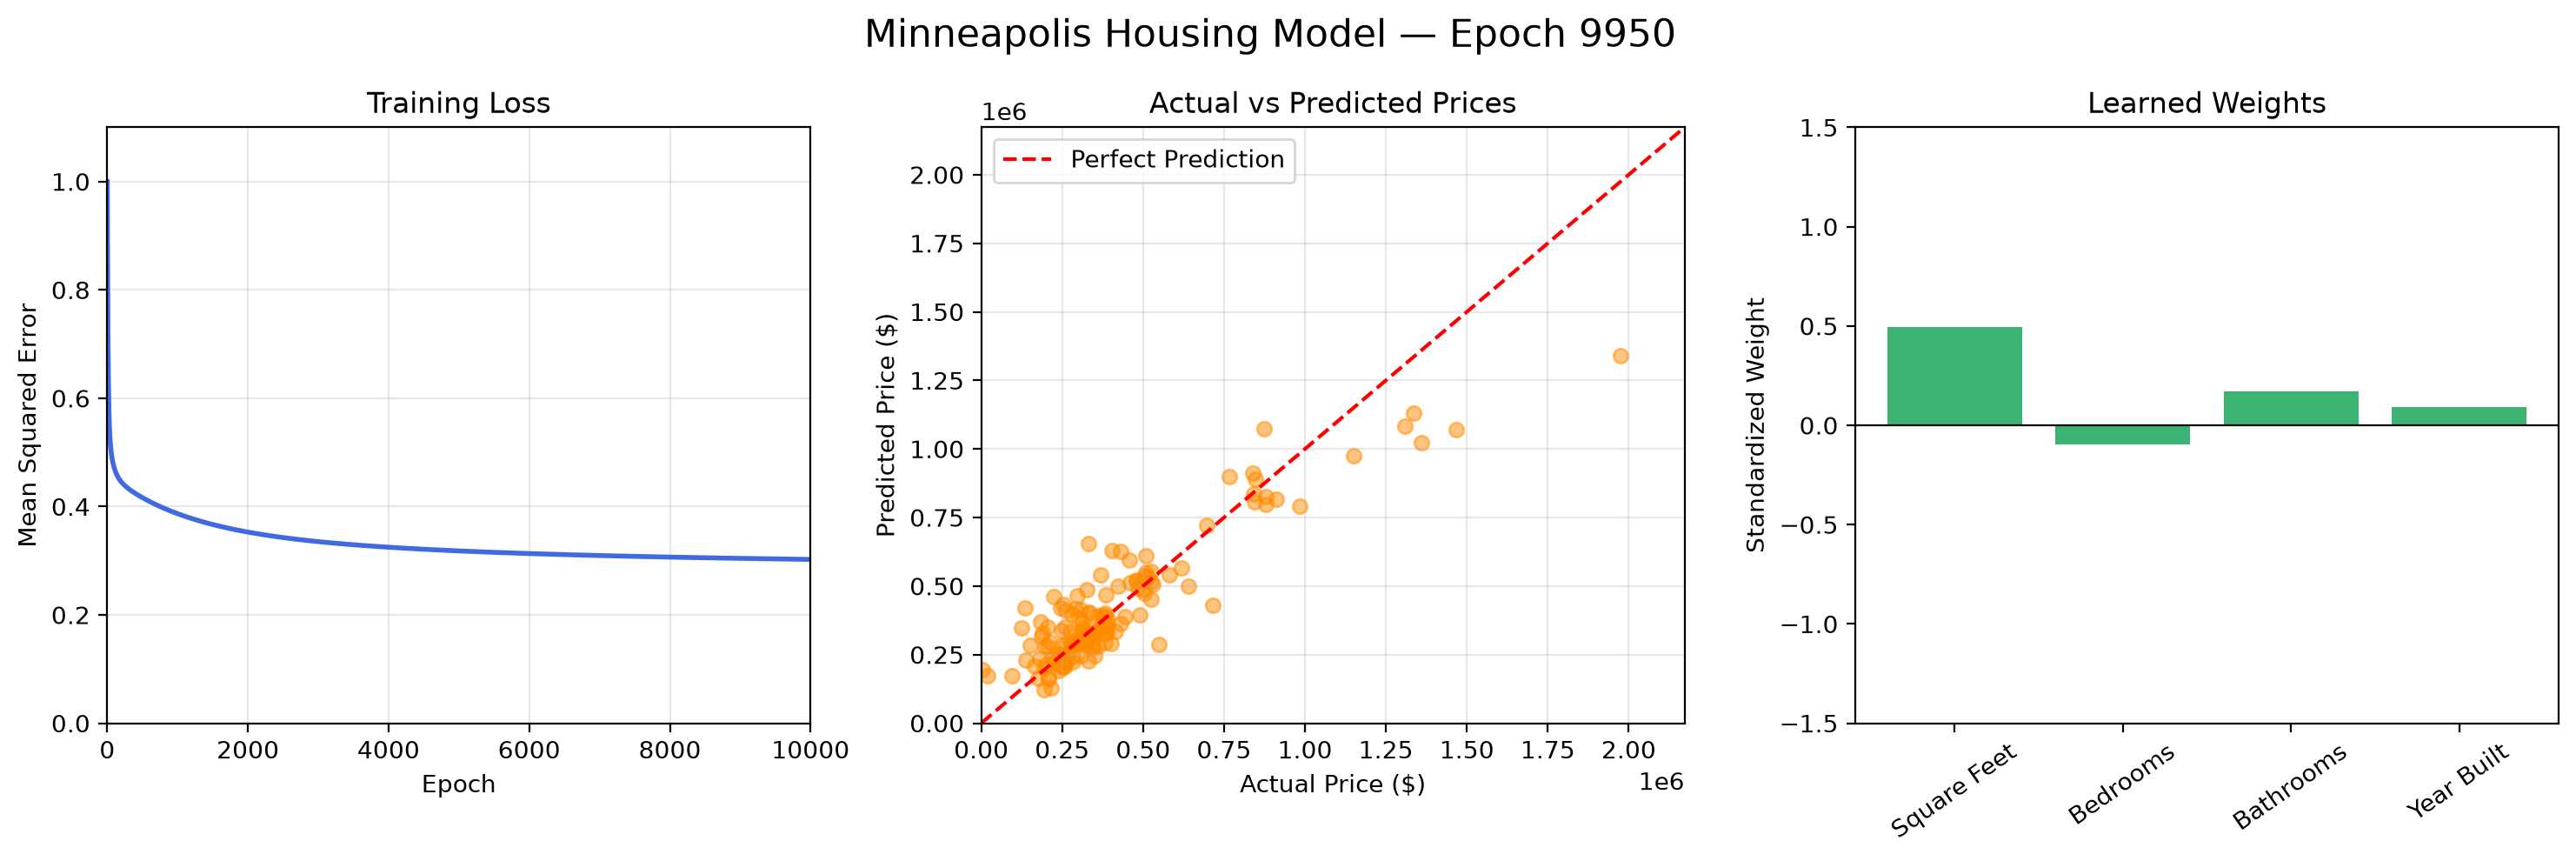 Minneapolis Housing Model — Epoch 9950
Training Loss
1.0
0.8
0.6
0.4
0.2
0.0
Mean Squared Error
0
2000
4000
6000
8000
10000
Epoch
Actual vs Predicted Prices
1e6
Perfect Prediction
2.00
1.75
1.50
1.25
1.00
0.75
0.50
0.25
0.00
Predicted Price ($)
0.00
0.25
0.50
0.75
1.00
1.25
1.50
1.75
2.00
1e6
Actual Price ($)
Learned Weights
1.5
1.0
0.5
0.0
−0.5
−1.0
−1.5
Standardized Weight
Square Feet
Bedrooms
Bathrooms
Year Built